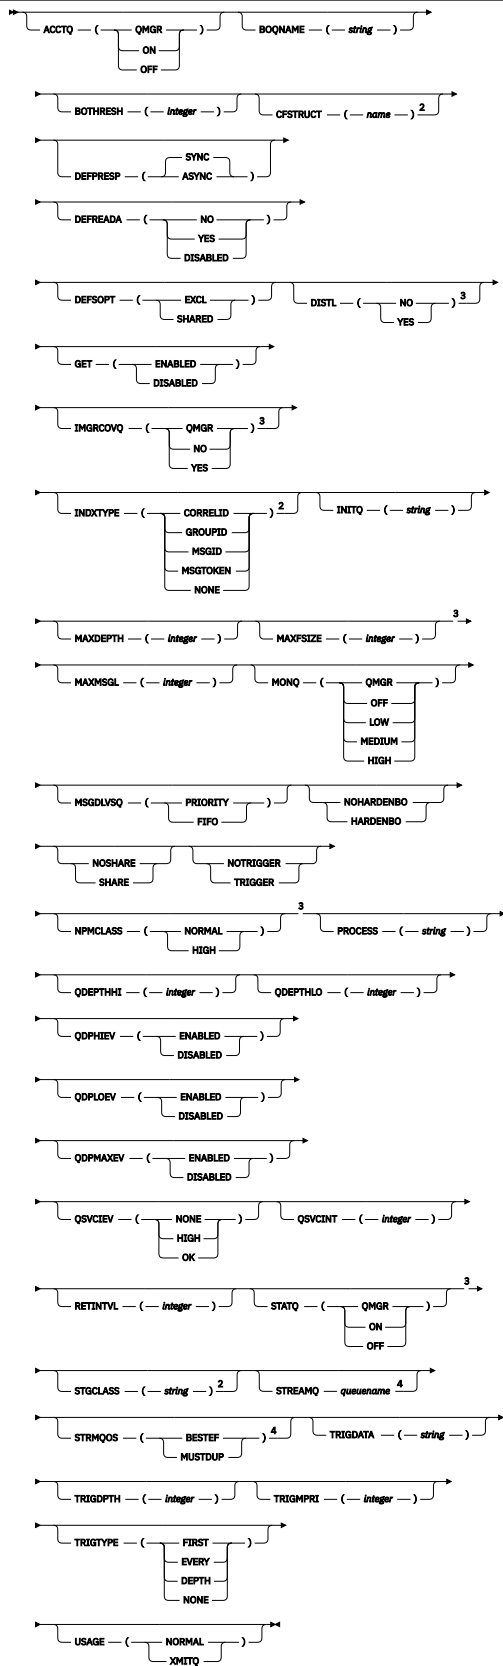 ACCTQ ( QMGR ) BOQNAME ( string )
ON
OFF
BOTHRESH ( integer ) CFSTRUCT ( name ) 2
SYNC
DEFPRESP ( ASYNC )
DEFREADA ( NO )
YES
DISABLED
DEFSOPT ( EXCL ) DISTL ( NO ) 3
SHARED YES
GET ( ENABLED )
DISABLED
IMGRCOVQ ( QMGR ) 3
NO
YES
INDXTYPE ( CORRELID ) 2 INITQ ( string )
GROUPID
MSGID
MSGTOKEN
NONE
MAXDEPTH ( integer ) MAXFSIZE ( integer ) 3
MAXMSGL ( integer ) MONQ ( QMGR )
OFF
LOW
MEDIUM
HIGH
MSGDLVSQ ( PRIORITY ) NOHARDENBO
FIFO HARDENBO
NOSHARE NOTRIGGER
SHARE TRIGGER
NPMCLASS ( NORMAL ) 3 PROCESS ( string )
HIGH
QDEPTHHI ( integer ) QDEPTHLO ( integer )
QDPHIEV ( ENABLED )
DISABLED
QDPLOEV ( ENABLED )
DISABLED
QDPMAXEV ( ENABLED )
DISABLED
QSVCIEV ( NONE ) QSVCINT ( integer )
HIGH
OK
RETINTVL ( integer ) STATQ ( QMGR ) 3
ON
OFF
STGCLASS ( string ) 2 STREAMQ queuename 4
STRMQOS ( BESTEF ) 4 TRIGDATA ( string )
MUSTDUP
TRIGDPTH ( integer ) TRIGMPRI ( integer )
TRIGTYPE ( FIRST )
EVERY
DEPTH
NONE
USAGE ( NORMAL )
XMITQ